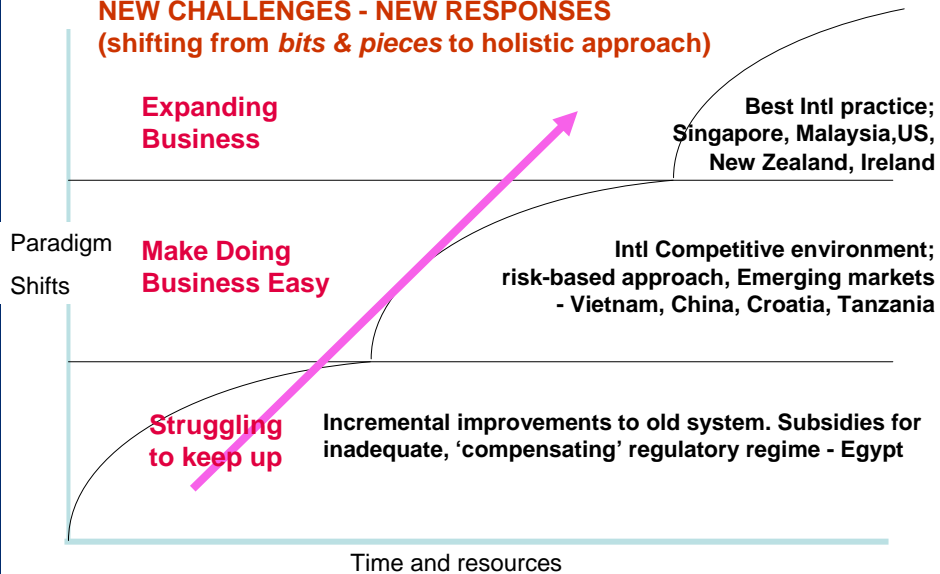 NEW CHALLENGES - NEW RESPONSES
(shifting from bits & pieces to holistic approach)
Expanding
Business
Best Intl practice;
Singapore, Malaysia,US,
New Zealand, Ireland
Paradigm
Shifts
Make Doing
Business Easy
Intl Competitive environment;
risk-based approach, Emerging markets
- Vietnam, China, Croatia, Tanzania
Struggling
to keep up
Incremental improvements to old system. Subsidies for
inadequate, ‘compensating’ regulatory regime - Egypt
Time and resources